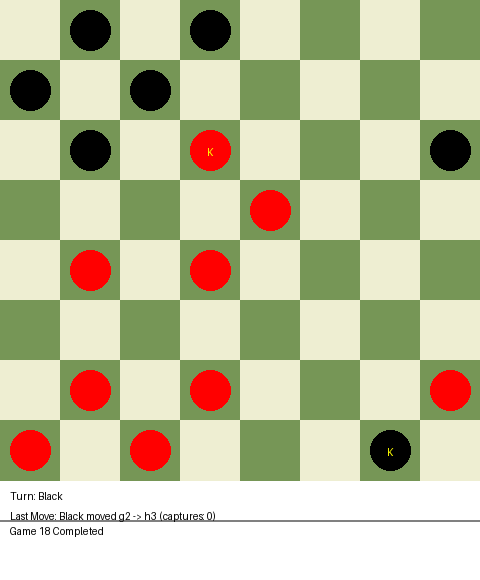 K
K
Turn: Black
Last Move: Black moved g2 -> h3 (captures: 0)
Game 18 Completed